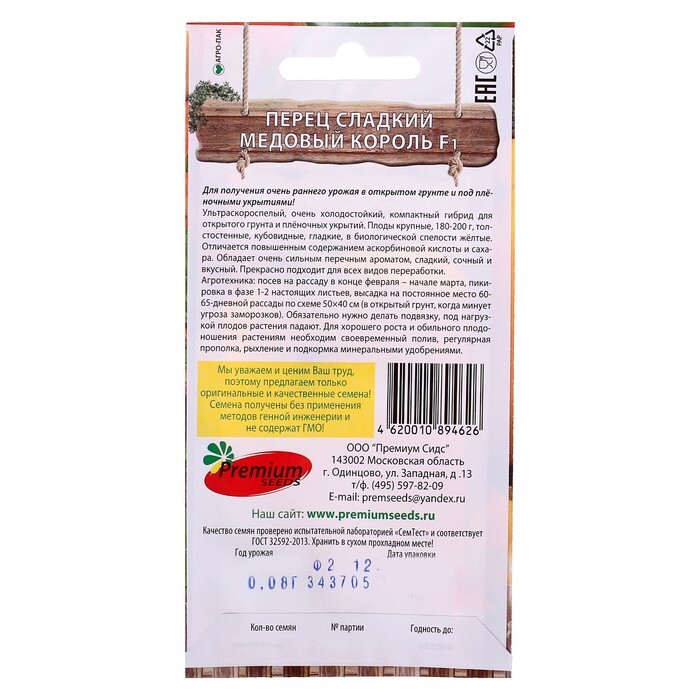 АГРО-ПАК
22
PAP
EAC
ПЕРЕЦ СЛАДКИЙ
МЕДОВЫЙ КОРОЛЬ F1
Для получения очень раннего урожая в открытом грунте и под плё-
ночными укрытиями!
Ультраскороспелый, очень холодостойкий, компактный гибрид для
открытого грунта и плёночных укрытий. Плоды крупные, 180-200 г, тол-
стостенные, кубовидные, гладкие, в биологической спелости жёлтые.
Отличается повышенным содержанием аскорбиновой кислоты и саха-
ра. Обладает очень сильным перечным ароматом, сладкий, сочный и
вкусный. Прекрасно подходит для всех видов переработки.
Агротехника: посев на рассаду в конце февраля – начале марта, пики-
ровка в фазе 1-2 настоящих листьев, высадка на постоянное место 60-
65-дневной рассады по схеме 50×40 см (в открытый грунт, когда минует
угроза заморозков). Обязательно нужно делать подвязку, под нагруз-
кой плодов растения падают. Для хорошего роста и обильного плодо-
ношения растениям необходим своевременный полив, регулярная
прополка, рыхление и подкормка минеральными удобрениями.
Мы уважаем и ценим Ваш труд,
поэтому предлагаем только
оригинальные и качественные семена!
Семена получены без применения
методов генной инженерии и
не содержат ГМО!
4 620010 894626
Premium
SEEDS
ООО "Премиум Сидс"
143002 Московская область
г. Одинцово, ул. Западная, д .13
т/ф. (495) 597-82-09
E-mail: premseeds@yandex.ru
Наш сайт: www.premiumseeds.ru
Качество семян проверено испытательной лабораторией «СемТест» и соответствует
ГОСТ 32592-2013. Хранить в сухом прохладном месте!
Год урожая Дата упаковки
Ф2 12.
0,08Г 343705
Кол-во семян № партии Годность до: